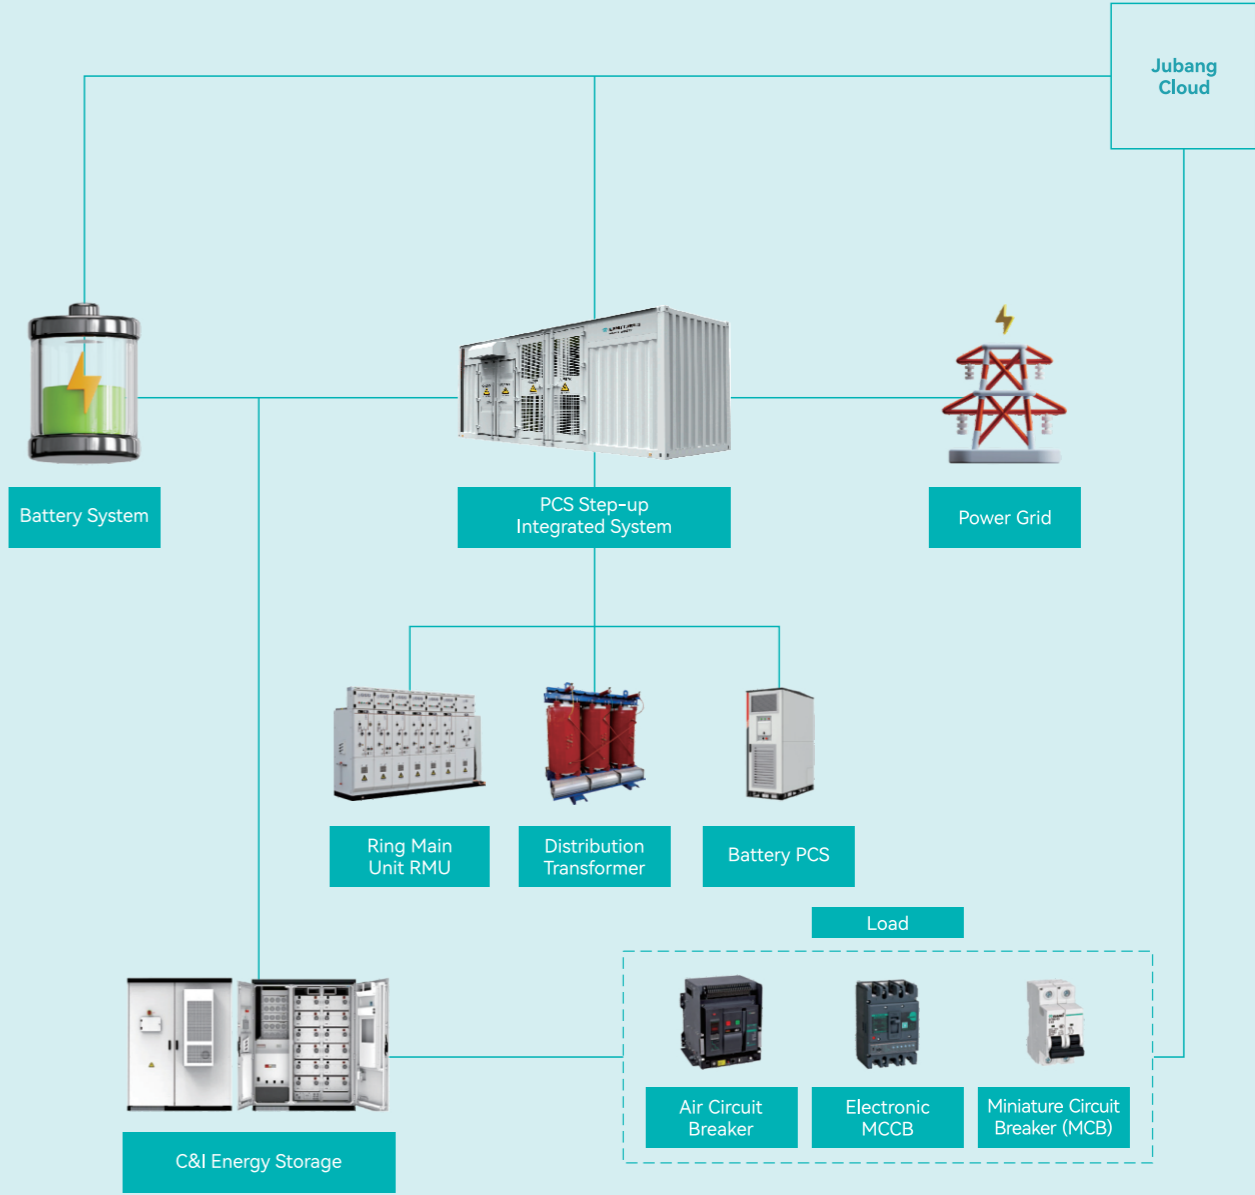 Jubang
Cloud
Battery System
PCS Step-up
Integrated System
Power Grid
Ring Main
Unit RMU
Distribution
Transformer
Battery PCS
Load
Air Circuit
Breaker
Electronic
MCCB
Miniature Circuit
Breaker (MCB)
C&I Energy Storage